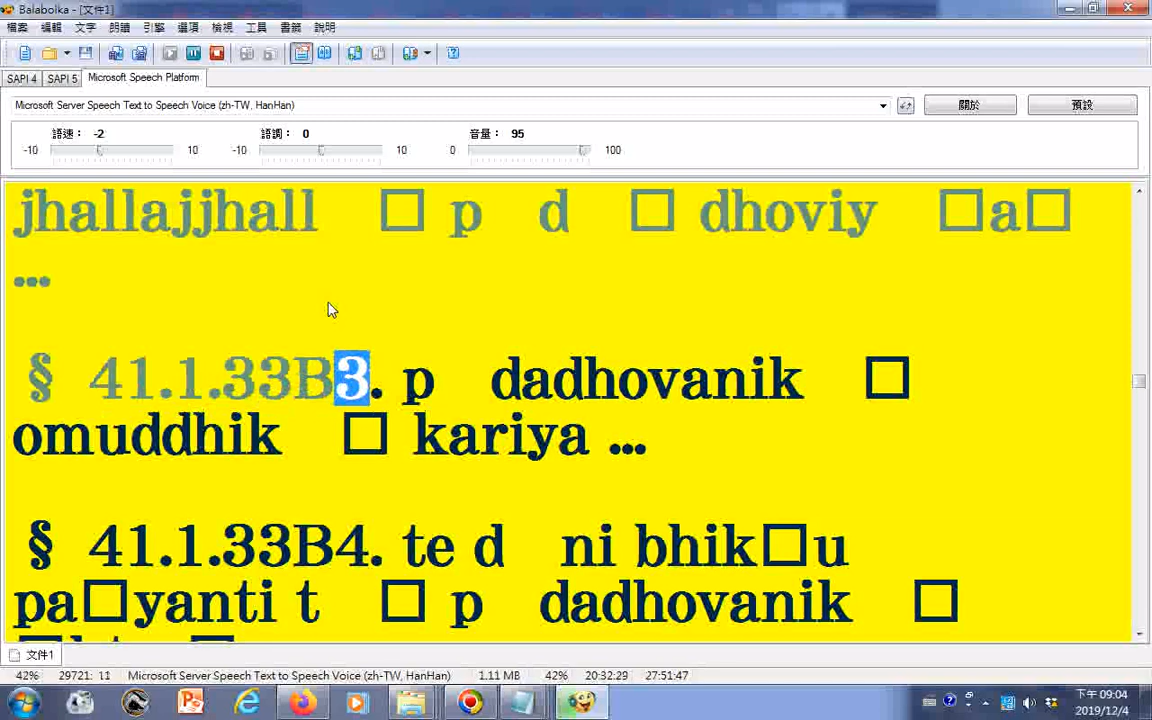 Balabolka - [文件1]
檔案 編輯 文字 朗讀 引擎 選項 檢視 工具 書籤 說明
SAPI 4 SAPI 5 Microsoft Speech Platform
Microsoft Server Speech Text to Speech Voice (zh-TW, HanHan) 關於 預設
語速： -2 語調： 0 音量： 95
-10 10 -10 10 0 100
jhallajjhall □ p d □ dhoviy □a□
...
§ 41.1.33B3. p dadhovanik □
omuddhik □ kariya ...
§ 41.1.33B4. te d ni bhik□u
pa□yanti t □ p dadhovanik □
文件1
42% 29721: 11 Microsoft Server Speech Text to Speech Voice (zh-TW, HanHan) 1.11 MB 42% 20:32:29 27:51:47
下午 09:04
2019/12/4